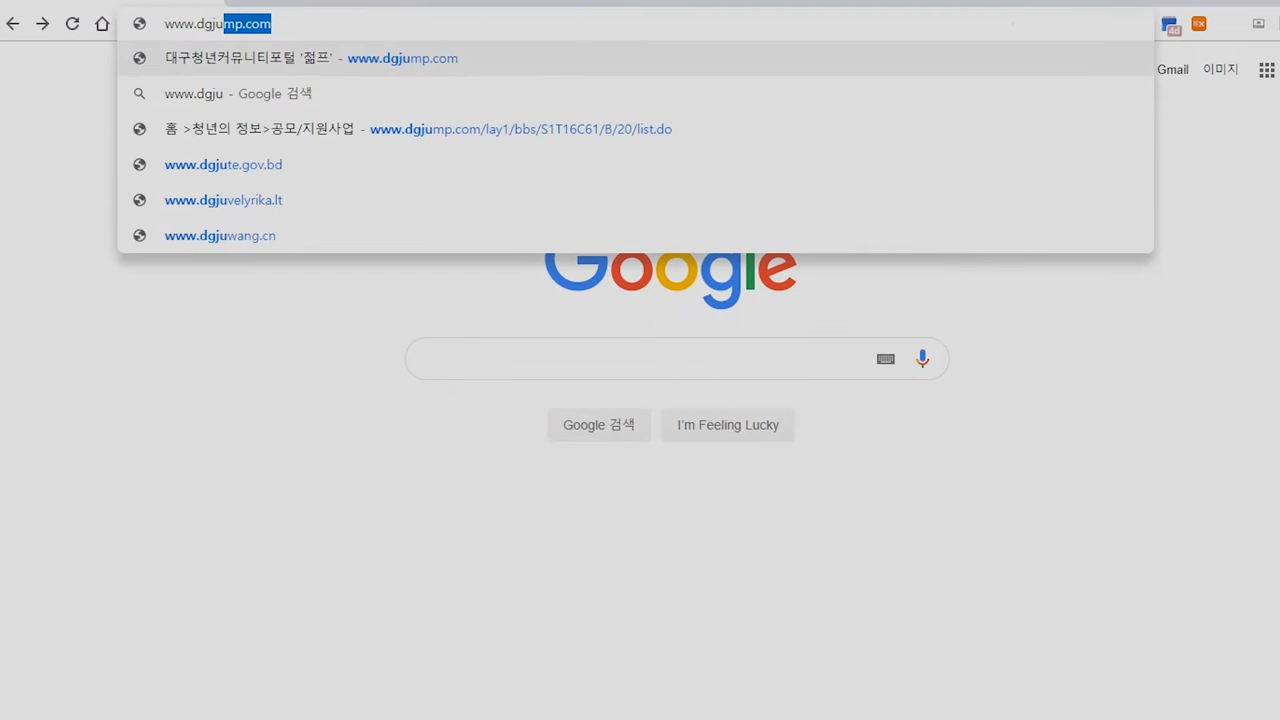 www.dgjump.com
대구청년커뮤니티포털 '젊프' - www.dgjump.com
www.dgju - Google 검색
홈 >청년의 정보>공모/지원사업 - www.dgjump.com/lay1/bbs/S1T16C61/B/20/list.do
www.dgjute.gov.bd
www.dgjuvelyrika.lt
www.dgjuwang.cn
4d
EX
Gmail 이미지
Google
Google 검색 I'm Feeling Lucky